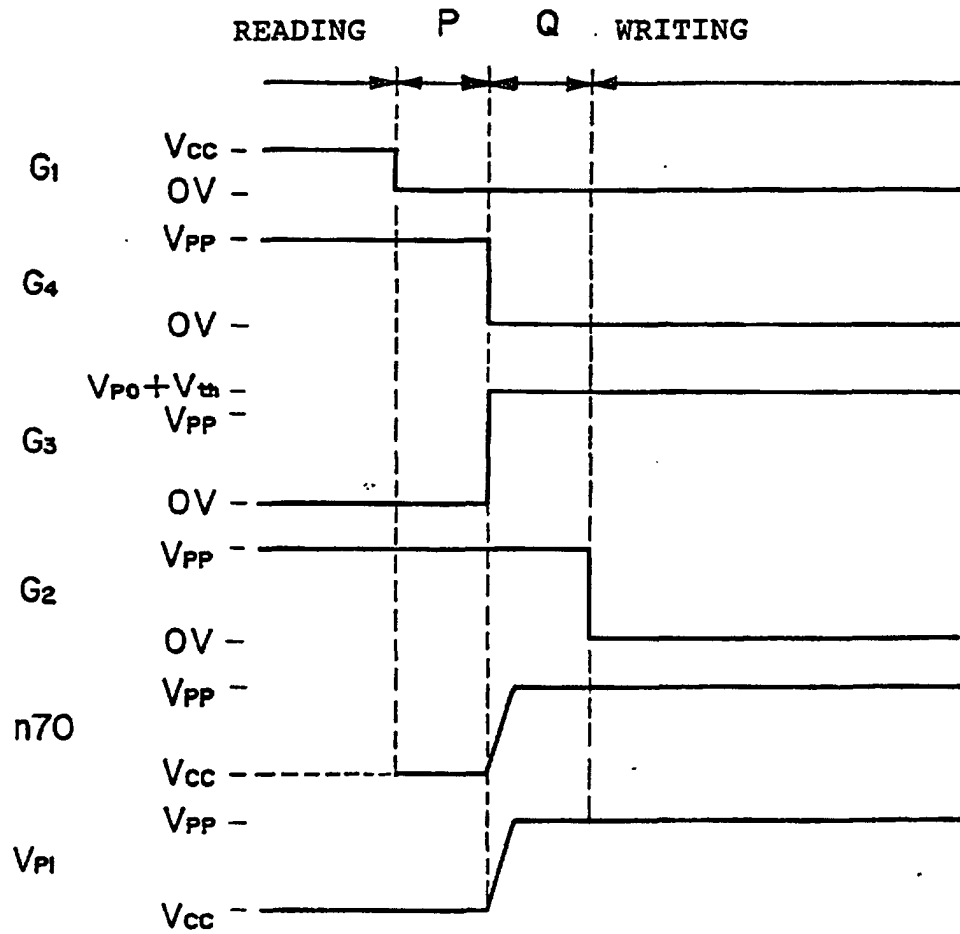 READING P Q WRITING
G1
Vcc
0V
G4
VPP
0V
G3
VP0+Vth
VPP
0V
G2
VPP
0V
n70
VPP
Vcc
VPI
VPP
Vcc